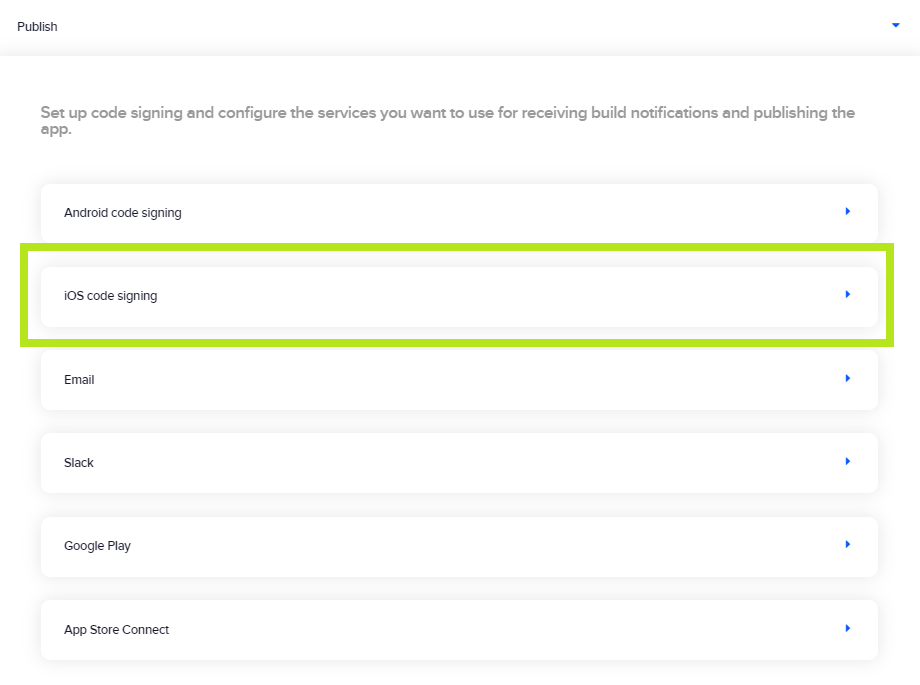 Publish
Set up code signing and configure the services you want to use for receiving build notifications and publishing the
app.
Android code signing
iOS code signing
Email
Slack
Google Play
App Store Connect